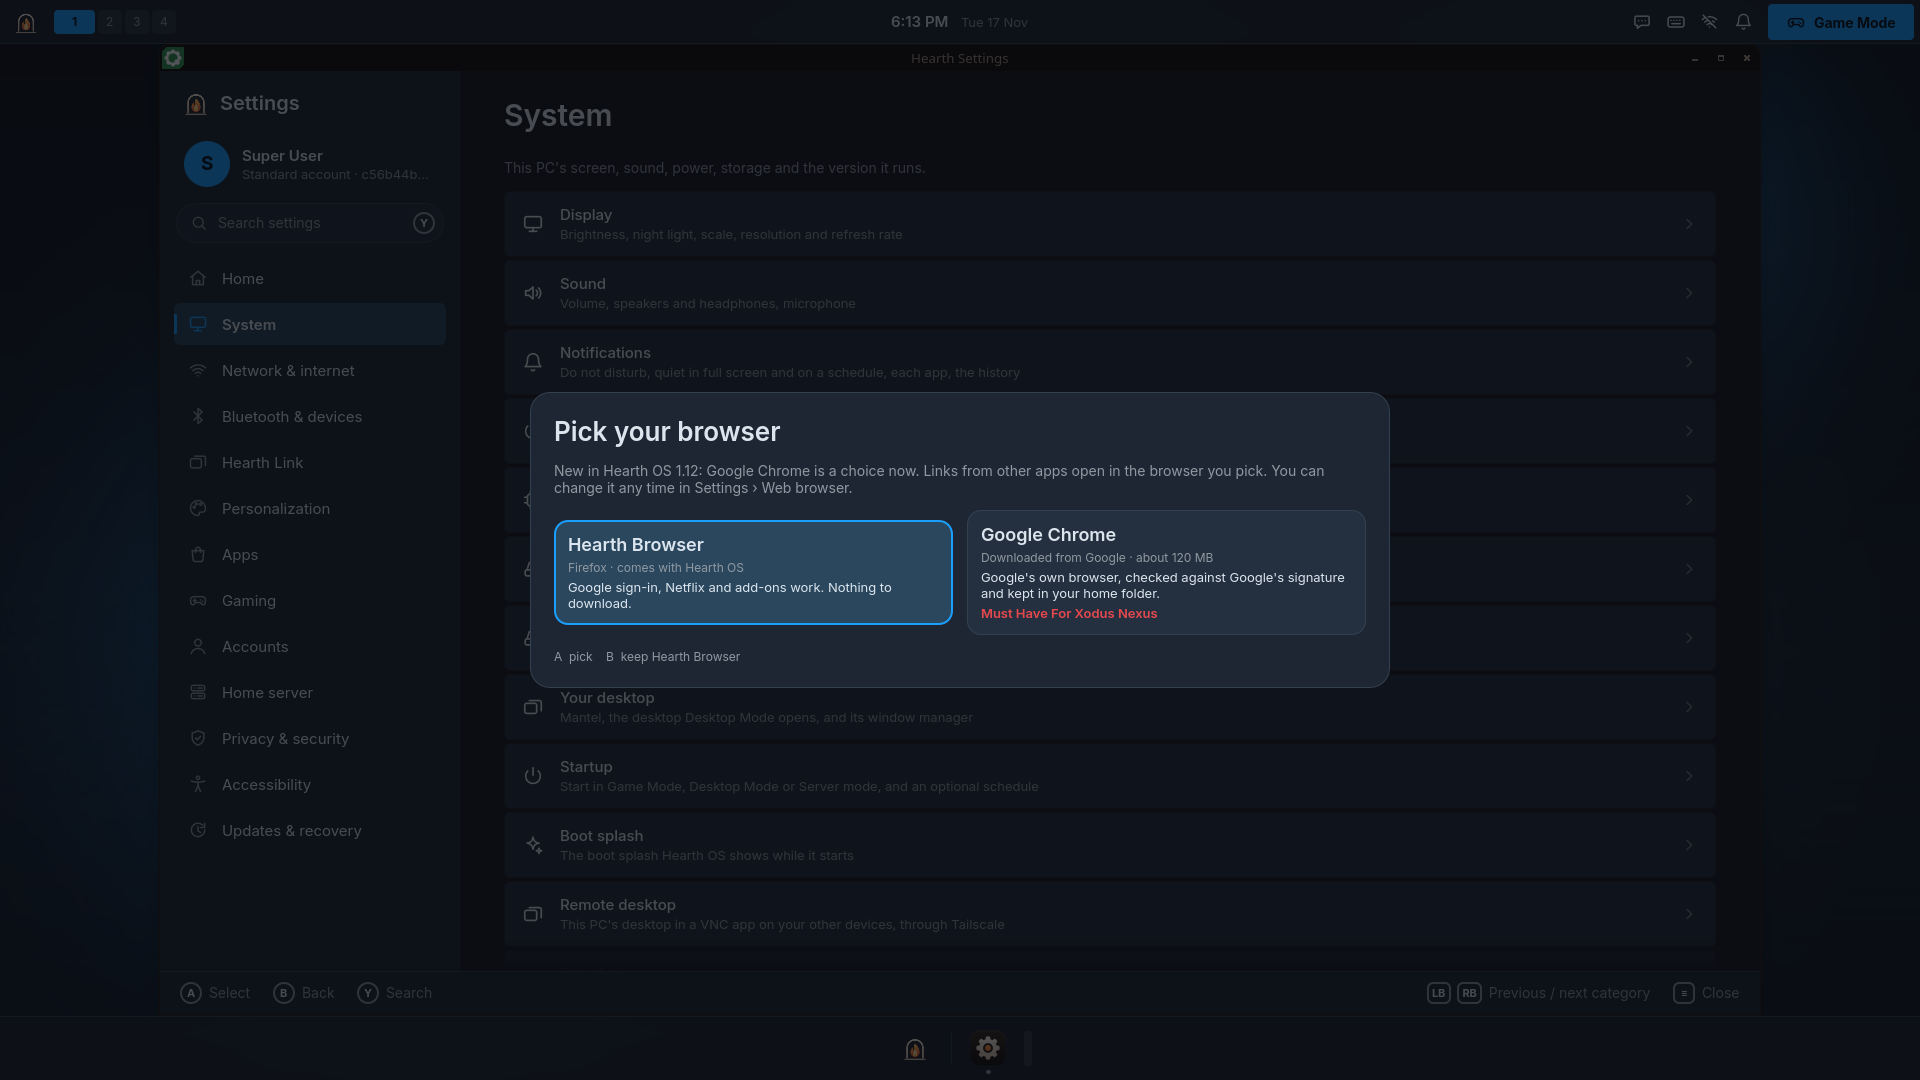 1 2 3 4
6:13 PM Tue 17 Nov
Game Mode
Hearth Settings
Settings
S
Super User
Standard account · c56b44b...
Search settings
Y
Home
System
Network & internet
Bluetooth & devices
Hearth Link
Personalization
Apps
Gaming
Accounts
Home server
Privacy & security
Accessibility
Updates & recovery
System
This PC's screen, sound, power, storage and the version it runs.
Display
Brightness, night light, scale, resolution and refresh rate
Sound
Volume, speakers and headphones, microphone
Notifications
Do not disturb, quiet in full screen and on a schedule, each app, the history
Pick your browser
New in Hearth OS 1.12: Google Chrome is a choice now. Links from other apps open in the browser you pick. You can
change it any time in Settings › Web browser.
Hearth Browser
Firefox · comes with Hearth OS
Google sign-in, Netflix and add-ons work. Nothing to
download.
Google Chrome
Downloaded from Google · about 120 MB
Google's own browser, checked against Google's signature
and kept in your home folder.
Must Have For Xodus Nexus
A pick B keep Hearth Browser
Your desktop
Mantel, the desktop Desktop Mode opens, and its window manager
Startup
Start in Game Mode, Desktop Mode or Server mode, and an optional schedule
Boot splash
The boot splash Hearth OS shows while it starts
Remote desktop
This PC's desktop in a VNC app on your other devices, through Tailscale
A Select B Back Y Search
LB RB Previous / next category ≡ Close